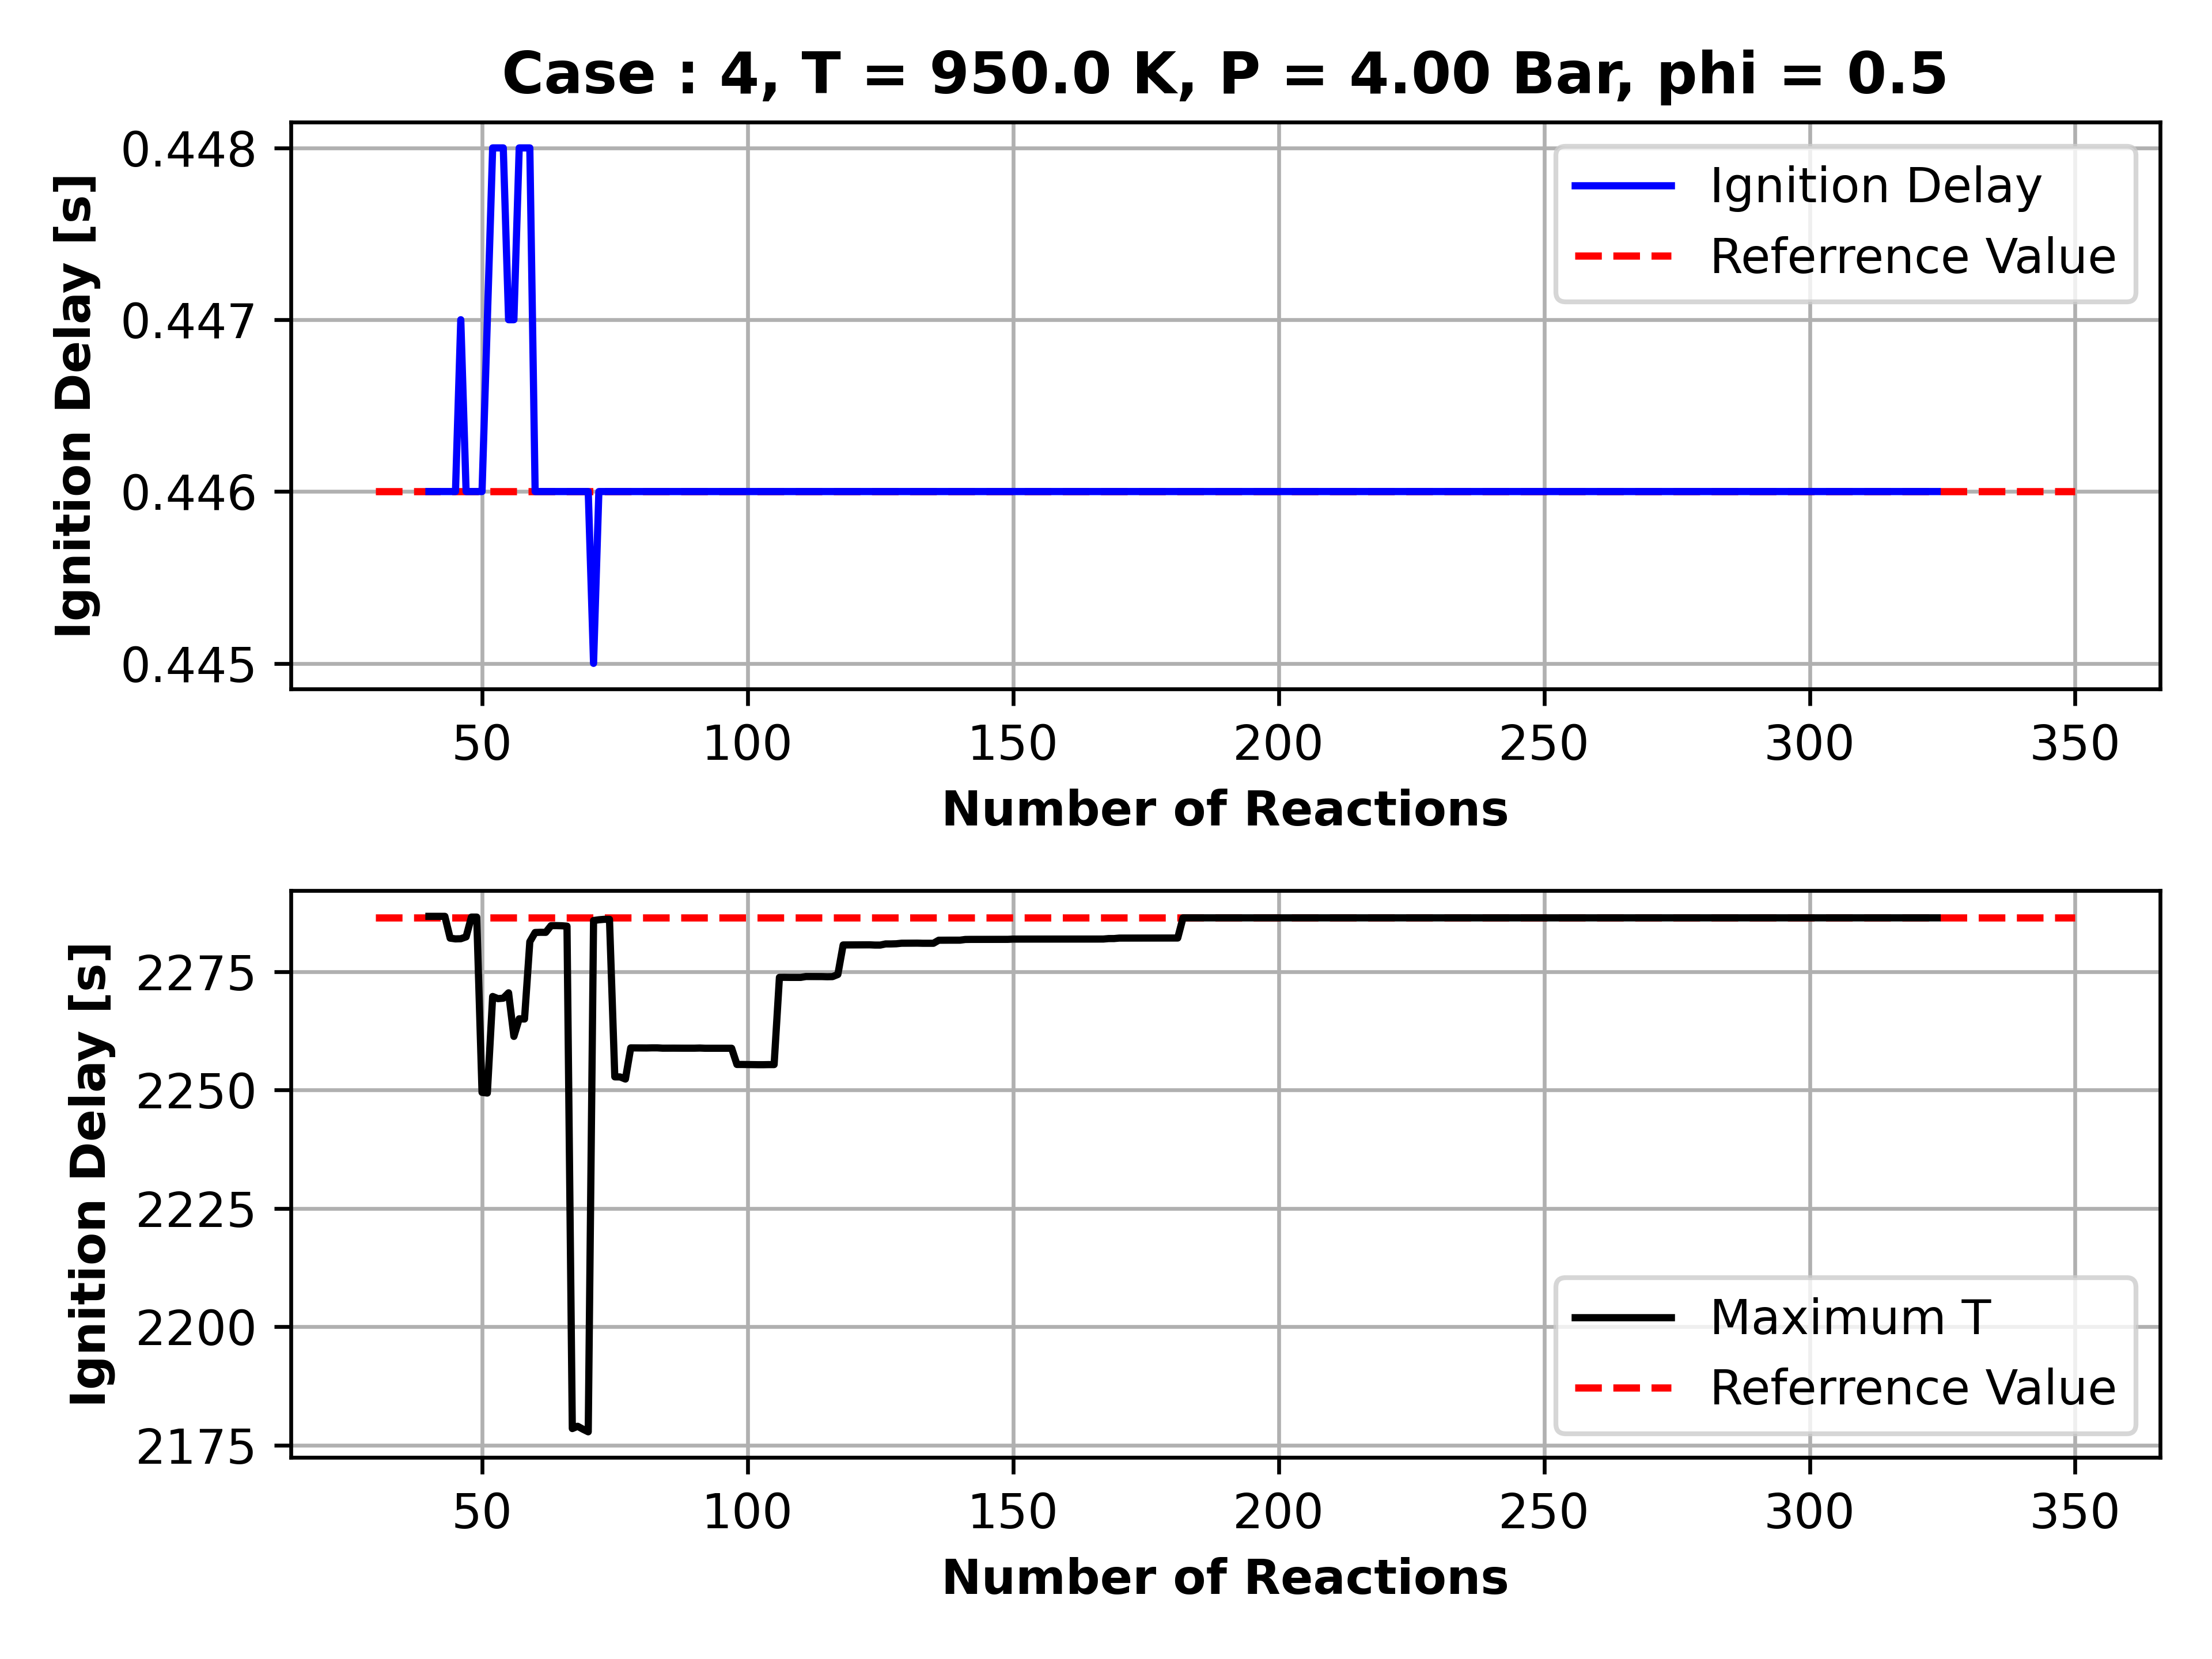 Case : 4, T = 950.0 K, P = 4.00 Bar, phi = 0.5
Ignition Delay [s]
0.448
0.447
0.446
0.445
Ignition Delay
Referrence Value
50 100 150 200 250 300 350
Number of Reactions
Ignition Delay [s]
2275
2250
2225
2200
2175
Maximum T
Referrence Value
50 100 150 200 250 300 350
Number of Reactions